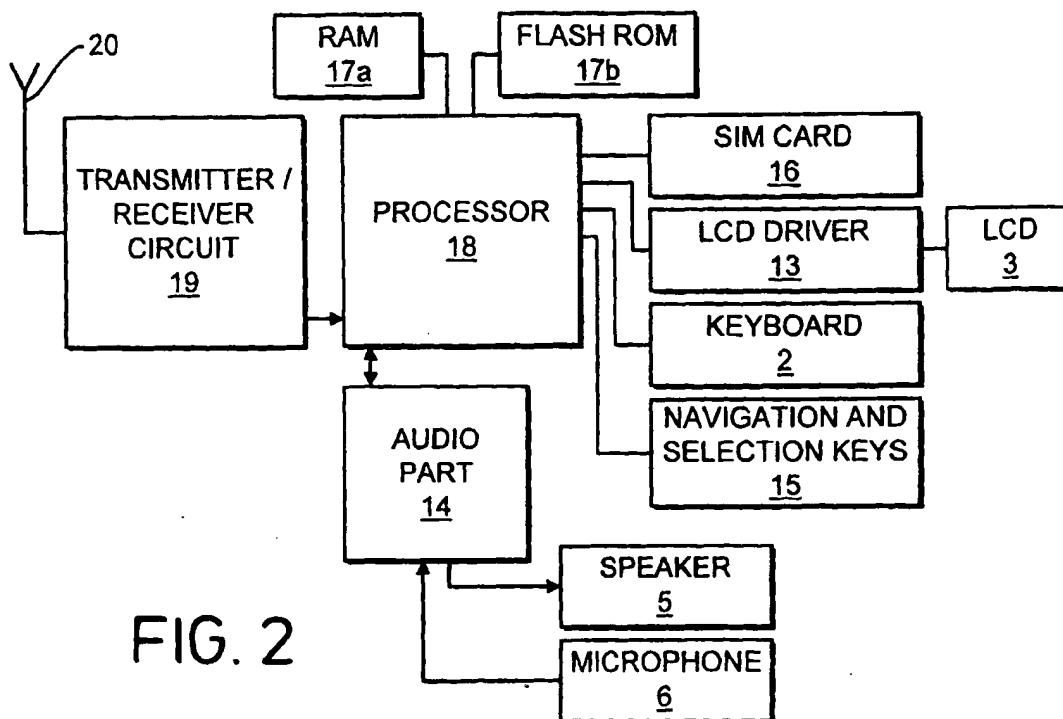 20
RAM
17a
FLASH ROM
17b
TRANSMITTER /
RECEIVER
CIRCUIT
19
PROCESSOR
18
SIM CARD
16
LCD DRIVER
13
LCD
3
KEYBOARD
2
NAVIGATION AND
SELECTION KEYS
15
AUDIO
PART
14
SPEAKER
5
MICROPHONE
6
FIG. 2